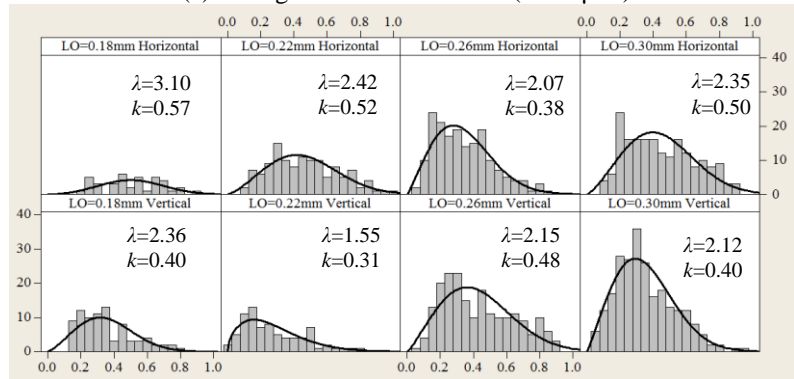 0.0 0.2 0.4 0.6 0.8 1.0 0.0 0.2 0.4 0.6 0.8 1.0
LO=0.18mm Horizontal LO=0.22mm Horizontal LO=0.26mm Horizontal LO=0.30mm Horizontal
40
λ=3.10 λ=2.42 λ=2.07 λ=2.35
k=0.57 k=0.52 k=0.38 k=0.50
30
20
10
0
LO=0.18mm Vertical LO=0.22mm Vertical LO=0.26mm Vertical LO=0.30mm Vertical
40
λ=2.36 λ=1.55 λ=2.15 λ=2.12
k=0.40 k=0.31 k=0.48 k=0.40
30
20
10
0
0.0 0.2 0.4 0.6 0.8 1.0 0.0 0.2 0.4 0.6 0.8 1.0